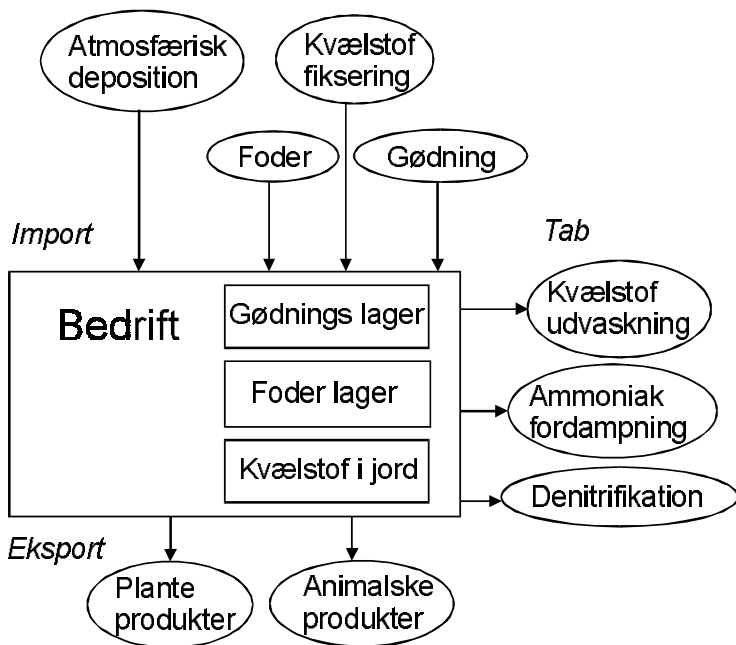 Atmosfærisk
deposition
Kvælstof
fiksering
Foder
Gødning
Import
Tab
Bedrift
Gødnings lager
Foder lager
Kvælstof i jord
Kvælstof
udvaskning
Ammoniak
fordampning
Denitrifikation
Eksport
Plante
produkter
Animalske
produkter